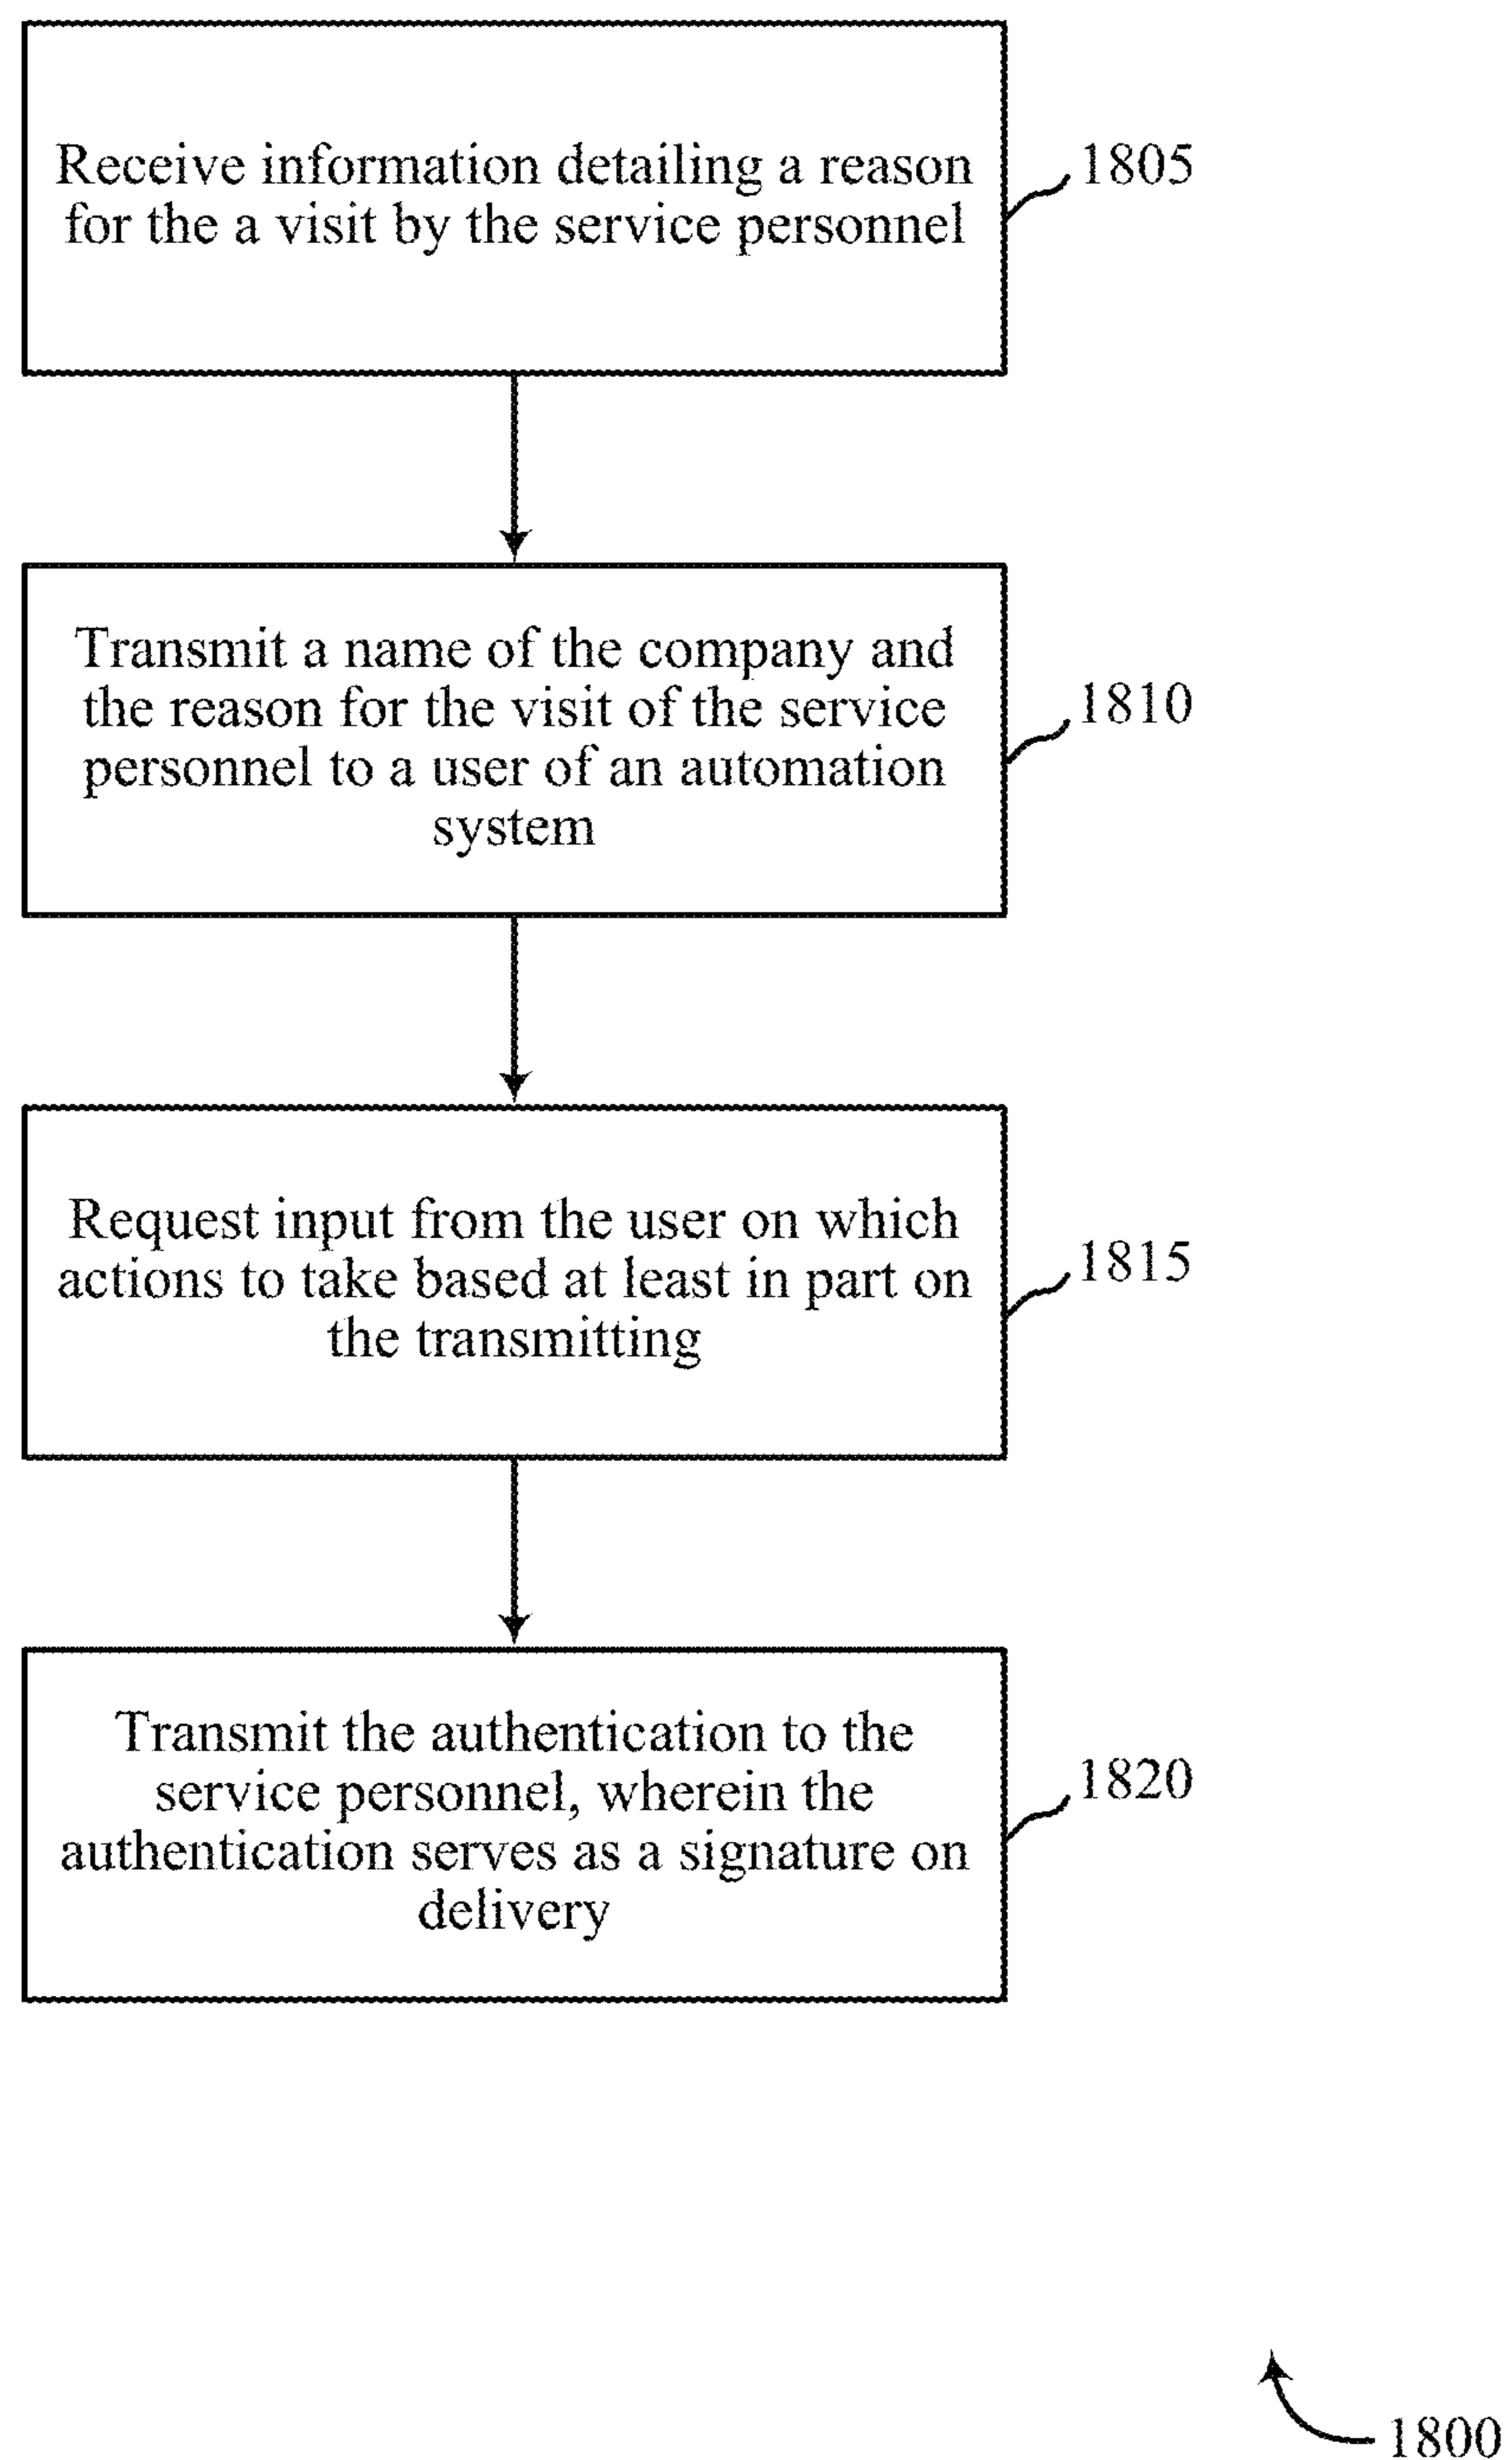 Receive information detailing a reason
for the a visit by the service personnel
1805
Transmit a name of the company and
the reason for the visit of the service
personnel to a user of an automation
system
1810
Request input from the user on which
actions to take based at least in part on
the transmitting
1815
Transmit the authentication to the
service personnel, wherein the
authentication serves as a signature on
delivery
1820
1800